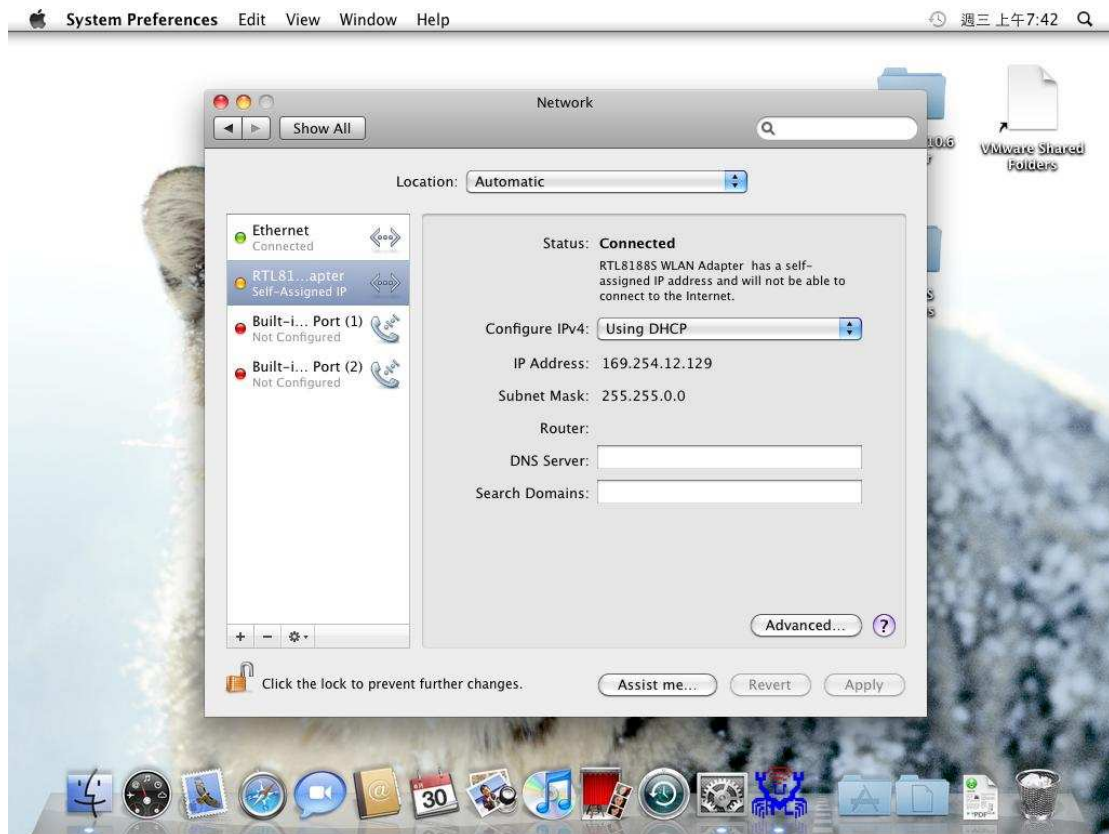 System Preferences Edit View Window Help
週三 上午7:42
Network
Show All
10.6
VMware Shared
Folders
Location: Automatic
Ethernet
Connected
RTL81...apter
Self-Assigned IP
Built-i... Port (1)
Not Configured
Built-i... Port (2)
Not Configured
Status: Connected
RTL8188S WLAN Adapter has a self-
assigned IP address and will not be able to
connect to the Internet.
Configure IPv4: Using DHCP
IP Address: 169.254.12.129
Subnet Mask: 255.255.0.0
Router:
DNS Server:
Search Domains:
Advanced... ?
Click the lock to prevent further changes.
Assist me... Revert Apply
30
PDF